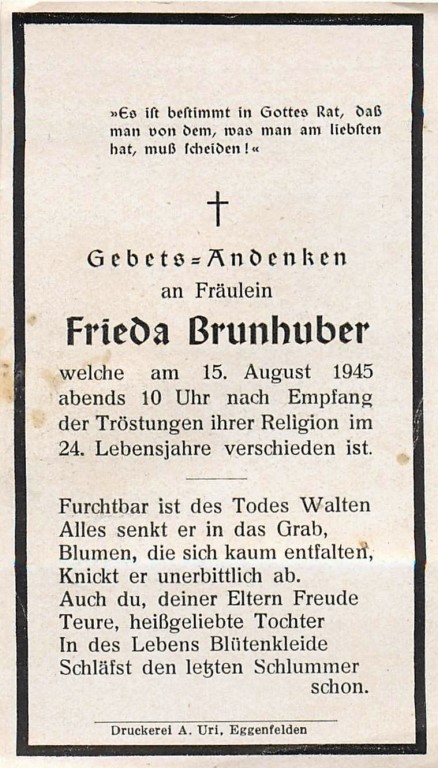 »Es ist bestimmt in Gottes Rat, daß
man von dem, was man am liebsten
hat, muß scheiden!«
Gebets=Andenken
an Fräulein
Frieda Brunhuber
welche am 15. August 1945
abends 10 Uhr nach Empfang
der Tröstungen ihrer Religion im
24. Lebensjahre verschieden ist.
Furchtbar ist des Todes Walten
Alles senkt er in das Grab,
Blumen, die sich kaum entfalten,
Knickt er unerbittlich ab.
Auch du, deiner Eltern Freude
Teure, heißgeliebte Tochter
In des Lebens Blütenkleide
Schläfst den letzten Schlummer
schon.
Druckerei A. Uri, Eggenfelden